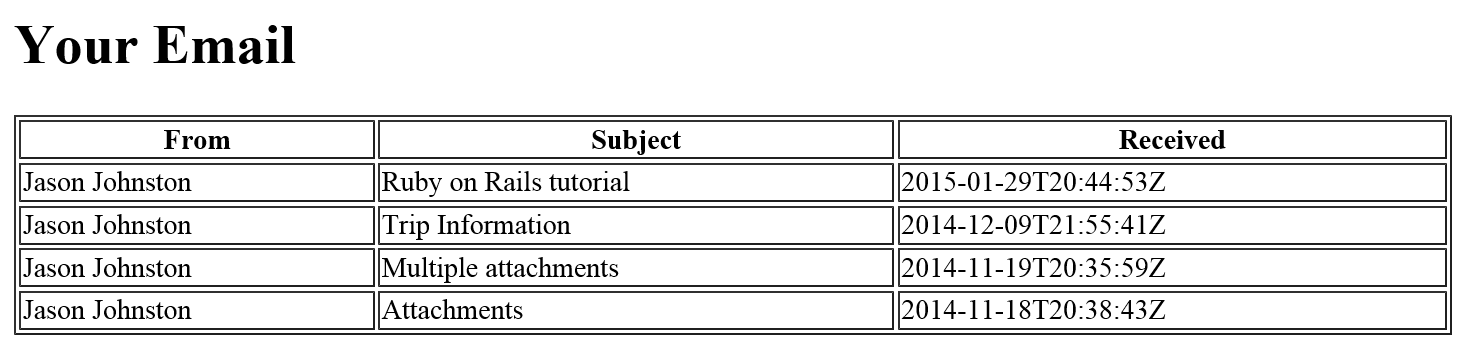 Your Email
From Subject Received
Jason Johnston Ruby on Rails tutorial 2015-01-29T20:44:53Z
Jason Johnston Trip Information 2014-12-09T21:55:41Z
Jason Johnston Multiple attachments 2014-11-19T20:35:59Z
Jason Johnston Attachments 2014-11-18T20:38:43Z